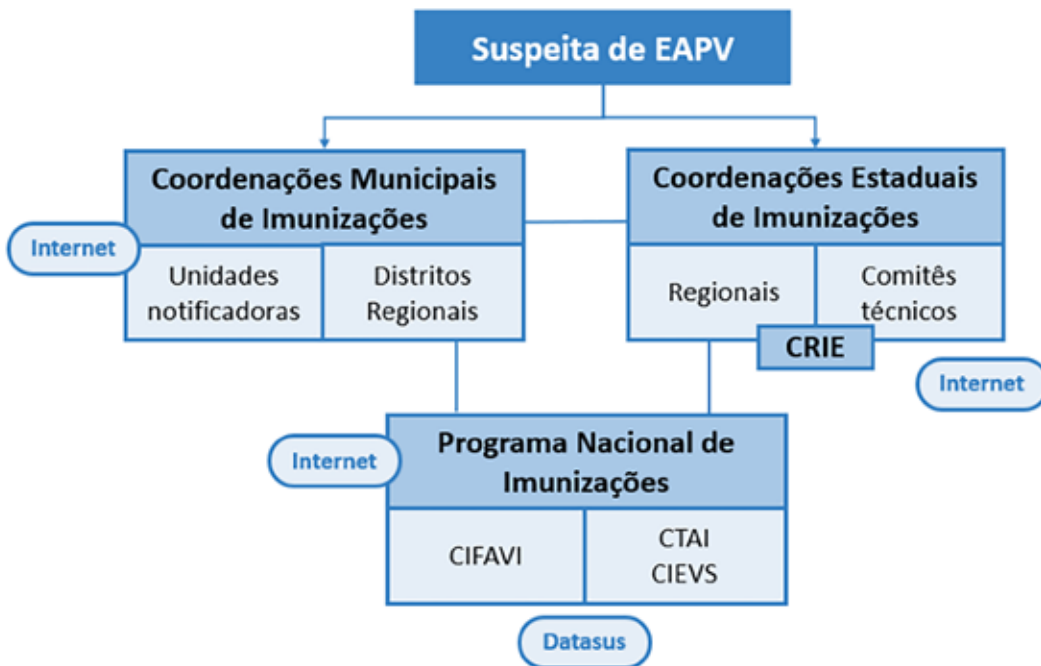 Suspeita de EAPV
Coordenações Municipais
de Imunizações
Internet
Unidades
notificadoras
Distritos
Regionais
Coordenações Estaduais
de Imunizações
Regionais
Comitês
técnicos
CRIE
Internet
Programa Nacional de
Imunizações
Internet
CIFAVI
CTAI
CIEVS
Datasus